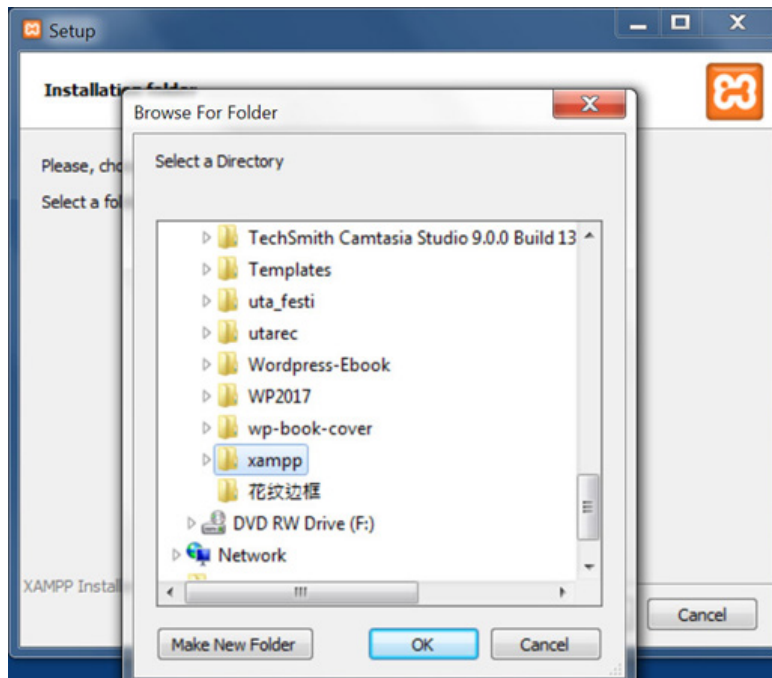 Setup
Installati
Browse For Folder
Please, cho
Select a fol
Select a Directory
TechSmith Camtasia Studio 9.0.0 Build 13
Templates
uta_festi
utarec
Wordpress-Ebook
WP2017
wp-book-cover
xampp
花纹边框
DVD RW Drive (F:)
Network
XAMPP Install
Make New Folder
OK
Cancel
Cancel